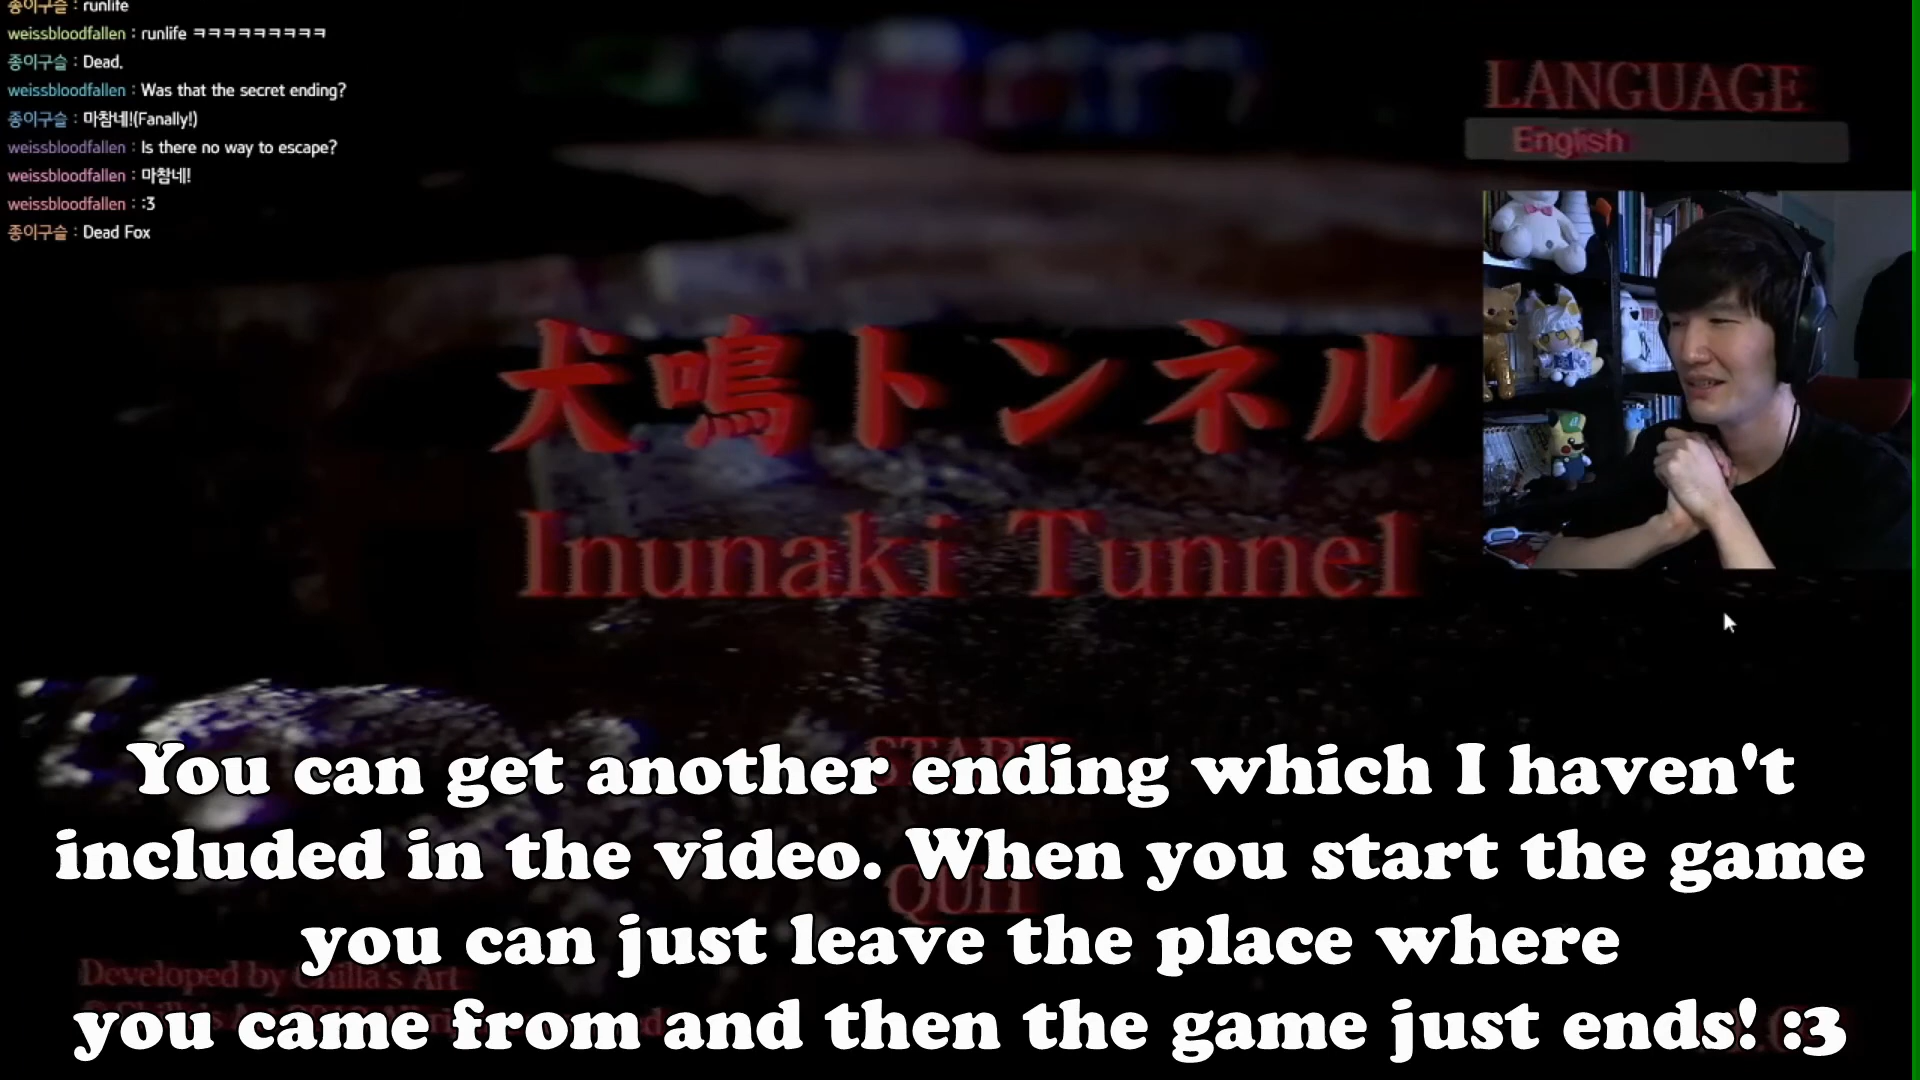 종이구슬 : runlife
weissbloodfallen : runlife ㅋㅋㅋㅋㅋㅋㅋㅋㅋ
종이구슬 : Dead.
weissbloodfallen : Was that the secret ending?
종이구슬 : 마참네!(Fanally!)
weissbloodfallen : Is there no way to escape?
weissbloodfallen : 마참네!
weissbloodfallen : :3
종이구슬 : Dead Fox
LANGUAGE
English
犬鳴トンネル
Inunaki Tunnel
START
QUIT
You can get another ending which I haven't
included in the video. When you start the game
you can just leave the place where
you came from and then the game just ends! :3
Developed by Chilla's Art